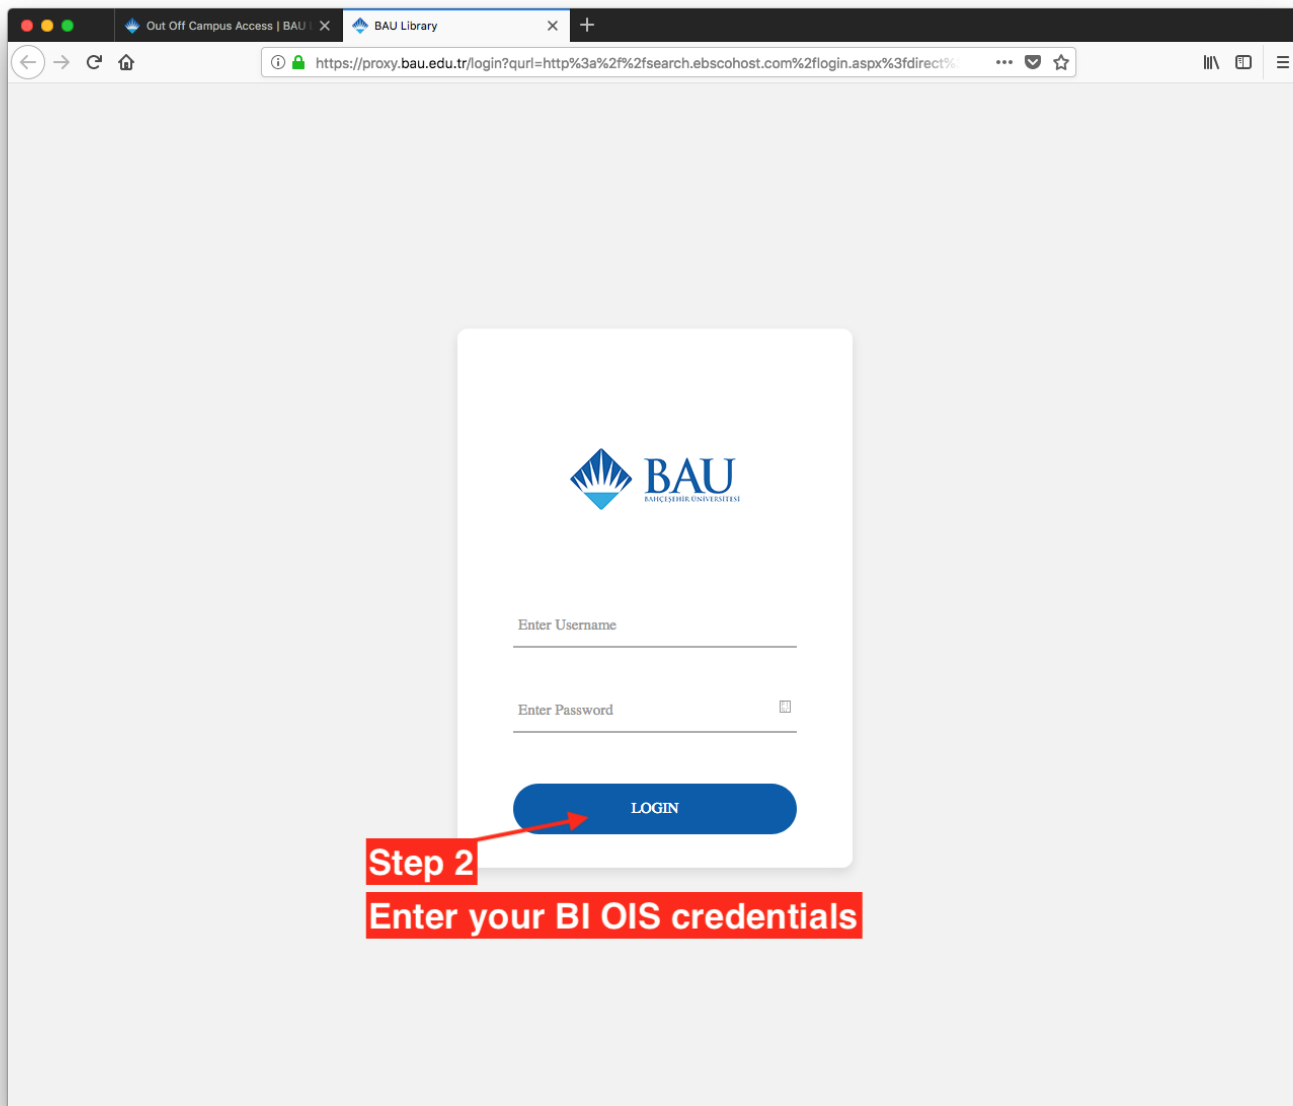 Out Off Campus Access | BAU
BAU Library
https://proxy.bau.edu.tr/login?qurl=http%3a%2f%2fsearch.ebscohost.com%2flogin.aspx%3fdirect%
BAU
BAHÇEŞEHİR ÜNİVERSİTESİ
Enter Username
Enter Password
LOGIN
Step 2
Enter your BI OIS credentials